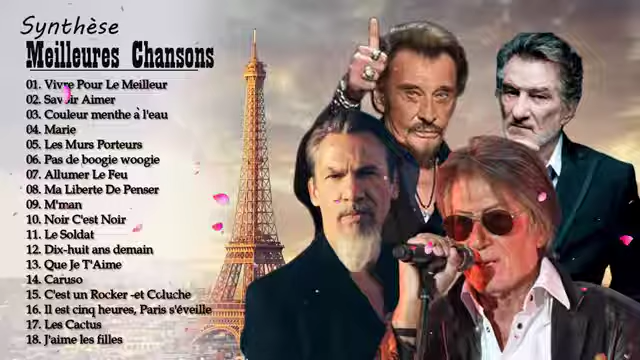 Synthèse
Meilleures Chansons
01. Vivre Pour Le Meilleur
02. Savoir Aimer
03. Couleur menthe à l'eau
04. Marie
05. Les Murs Porteurs
06. Pas de boogie woogie
07. Allumer Le Feu
08. Ma Liberte De Penser
09. M'man
10. Noir C'est Noir
11. Le Soldat
12. Dix-huit ans demain
13. Que Je T'Aime
14. Caruso
15. C'est un Rocker -et Coluche
16. Il est cinq heures, Paris s'éveille
17. Les Cactus
18. J'aime les filles